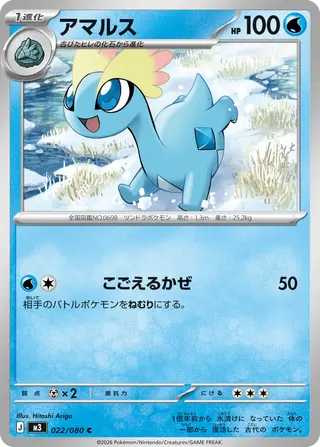 1進化
アマルス
HP 100
古びたヒレの化石から進化
全国図鑑NO.0698 ツンドラポケモン 高さ：1.3m 重さ：25.2kg
こごえるかぜ 50
相手のバトルポケモンをねむりにする。
弱点 ×2 抵抗力 にげる
Illus. Hitoshi Ariga
J M3 022/080 C
1億年前に 氷漬けに なっていた 体の
一部から 復活した 古代の ポケモン。
©2026 Pokémon/Nintendo/Creatures/GAME FREAK.